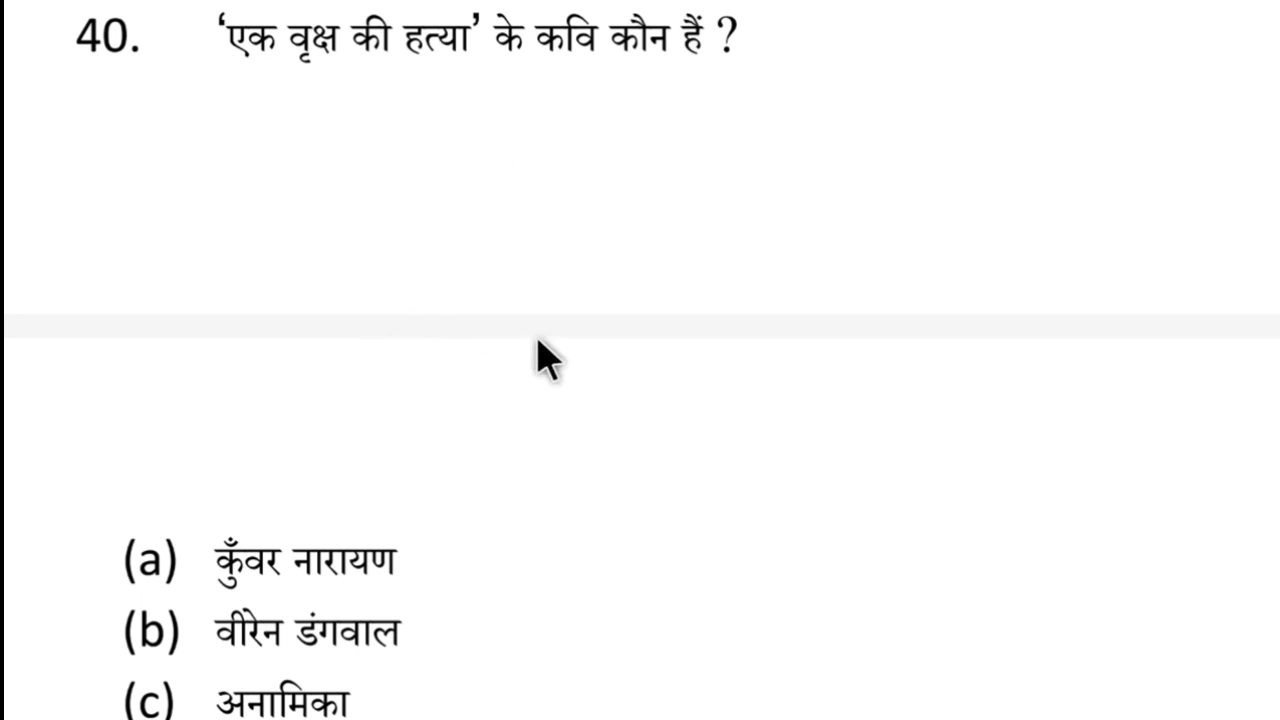 40. ‘एक वृक्ष की हत्या’ के कवि कौन हैं ?
(a) कुँवर नारायण
(b) वीरेन डंगवाल
(c) अनामिका